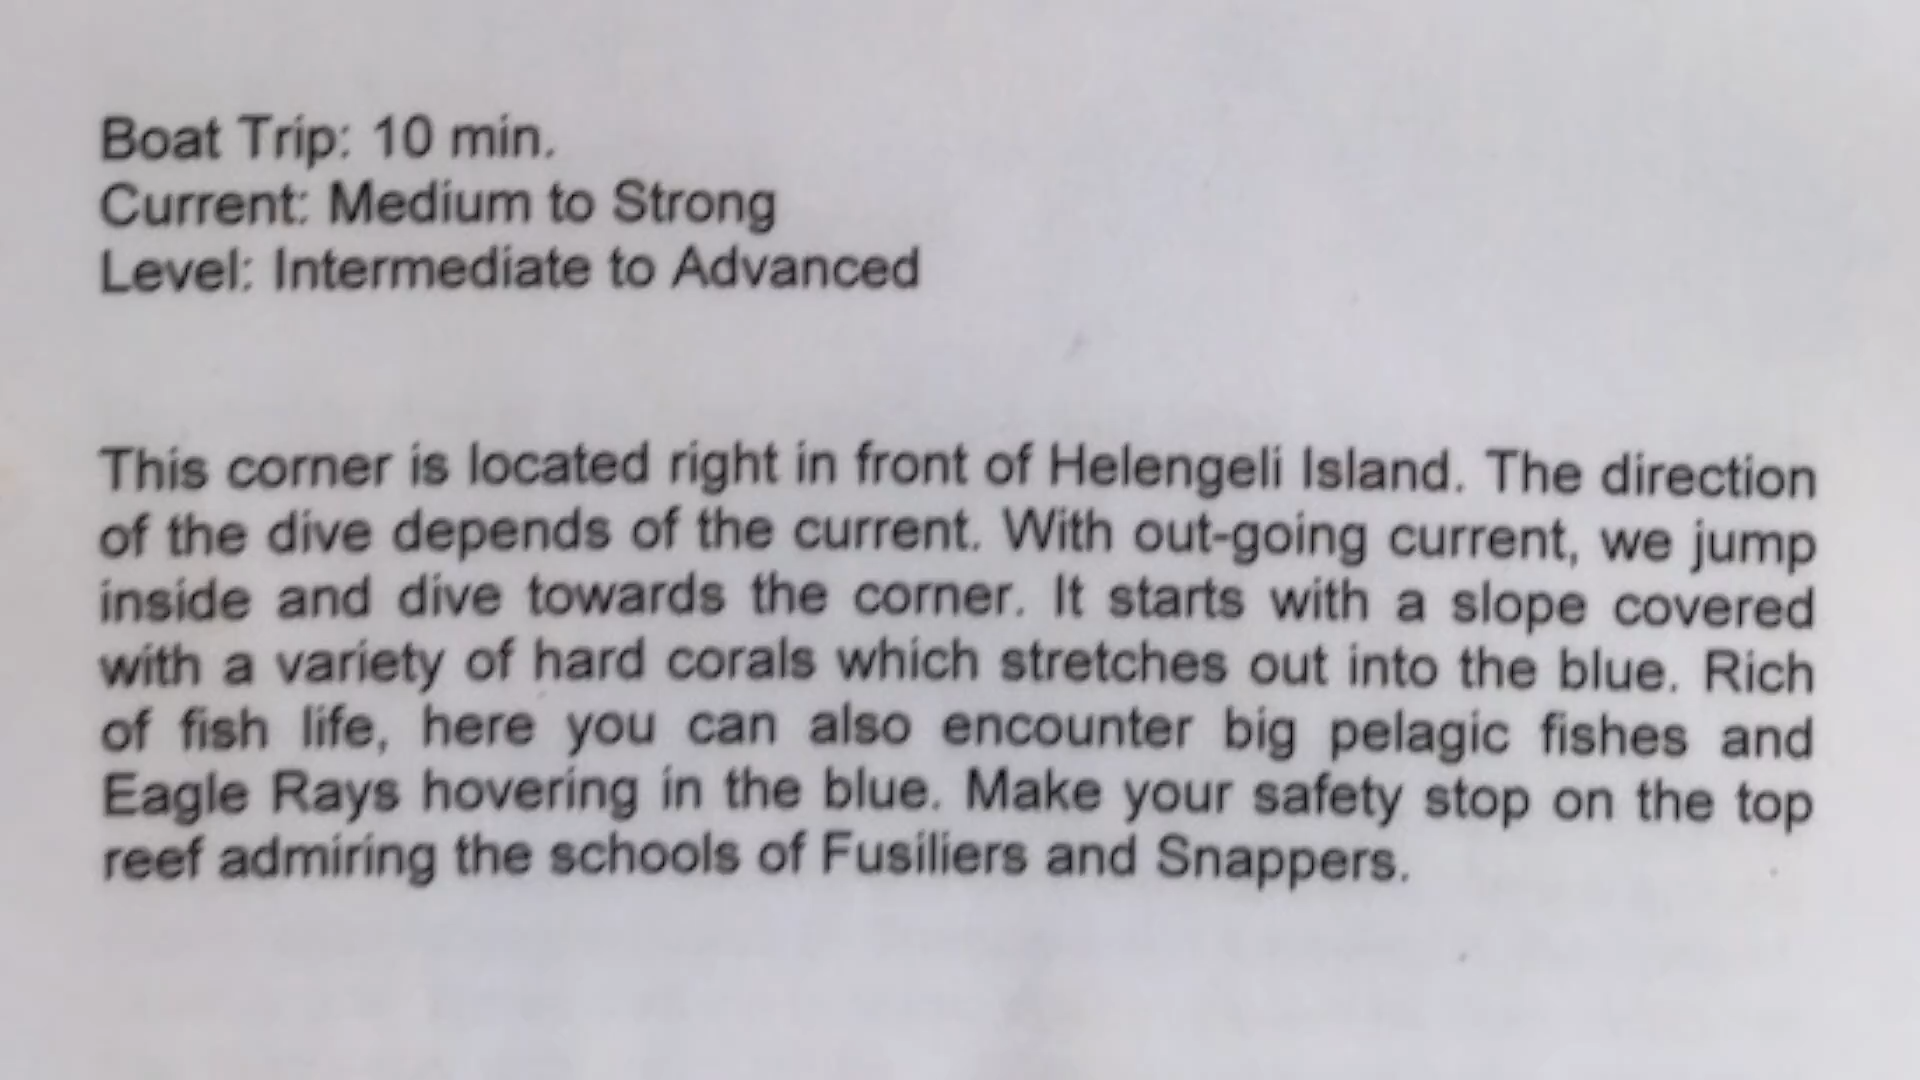 Boat Trip: 10 min.
Current: Medium to Strong
Level: Intermediate to Advanced
This corner is located right in front of Helengeli Island. The direction
of the dive depends of the current. With out-going current, we jump
inside and dive towards the corner. It starts with a slope covered
with a variety of hard corals which stretches out into the blue. Rich
of fish life, here you can also encounter big pelagic fishes and
Eagle Rays hovering in the blue. Make your safety stop on the top
reef admiring the schools of Fusiliers and Snappers.